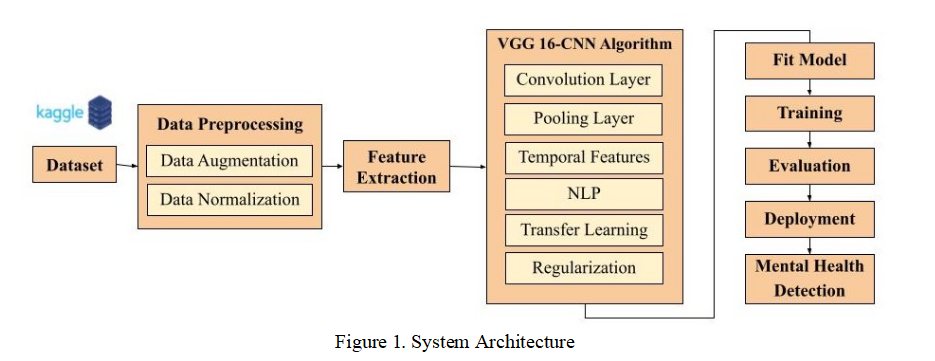 kaggle
Dataset
Data Preprocessing
Data Augmentation
Data Normalization
Feature
Extraction
VGG 16-CNN Algorithm
Convolution Layer
Pooling Layer
Temporal Features
NLP
Transfer Learning
Regularization
Fit Model
Training
Evaluation
Deployment
Mental Health
Detection
Figure 1. System Architecture